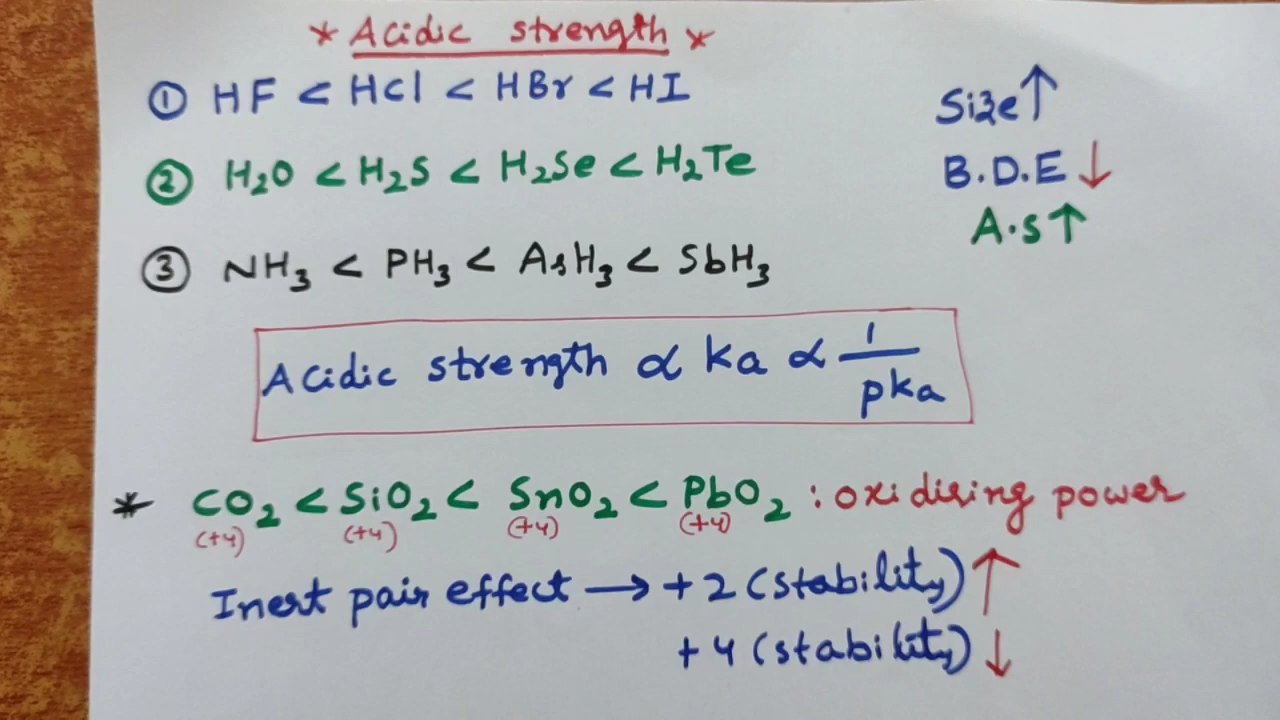 * Acidic strength *
① HF < HCl < HBr < HI
Size↑
② H₂O < H₂S < H₂Se < H₂Te
B.D.E↓
A.S↑
③ NH₃ < PH₃ < AsH₃ < SbH₃
Acidic strength ∝ ka ∝ 1/pka
* CO₂ < SiO₂ < SnO₂ < PbO₂ : oxidising power
(+4) (+4) (+4) (+4)
Inert pair effect → +2 (stability)↑
+4 (stability)↓